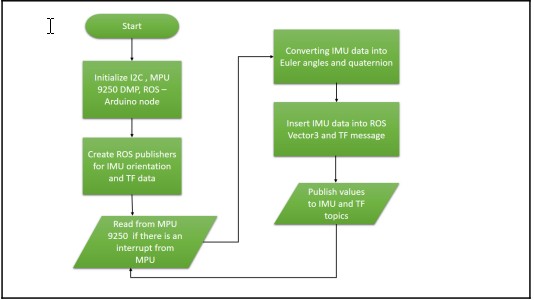 Start
Initialize I2C , MPU
9250 DMP, ROS –
Arduino node
Create ROS publishers
for IMU orientation
and TF data
Read from MPU
9250 if there is an
interrupt from
MPU
Converting IMU data into
Euler angles and quaternion
Insert IMU data into ROS
Vector3 and TF message
Publish values
to IMU and TF
topics